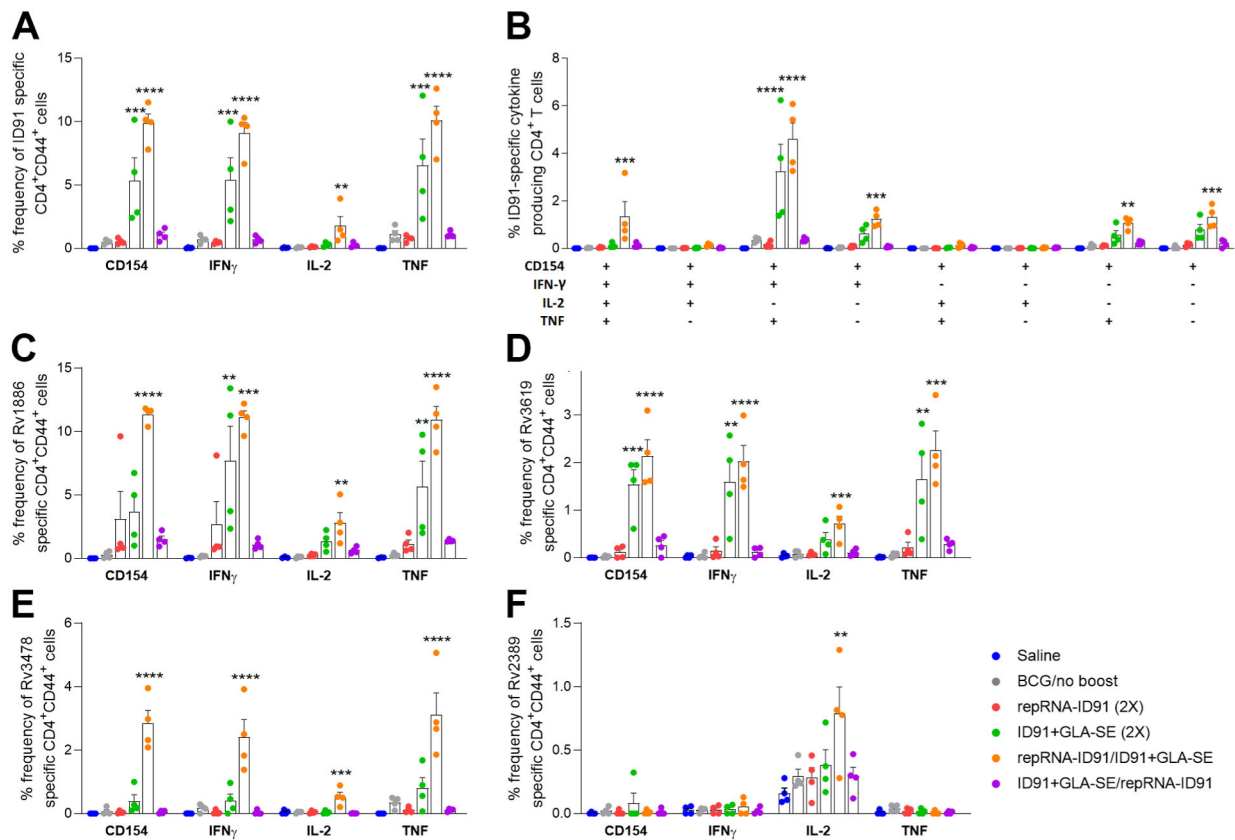 A
% frequency of ID91 specific
CD4+CD44+ cells
15
10
5
0
*** ****
*** ****
**
*** ****
CD154 IFNγ IL-2 TNF
B
% ID91-specific cytokine
producing CD4+ T cells
8
6
4
2
0
***
**** ****
***
**
***
CD154 + + + + + + + +
IFN-γ + + + + - - - -
IL-2 + + - - + + - -
TNF + - + - + - + -
C
% frequency of Rv1886
specific CD4+CD44+ cells
15
10
5
0
****
** ***
**
** ****
CD154 IFNγ IL-2 TNF
D
% frequency of Rv3619
specific CD4+CD44+ cells
3
2
1
0
*** ****
** ****
***
** ***
CD154 IFNγ IL-2 TNF
E
% frequency of Rv3478
specific CD4+CD44+ cells
6
4
2
0
****
****
***
****
CD154 IFNγ IL-2 TNF
F
% frequency of Rv2389
specific CD4+CD44+ cells
1.5
1.0
0.5
0.0
**
CD154 IFNγ IL-2 TNF
Saline
BCG/no boost
repRNA-ID91 (2X)
ID91+GLA-SE (2X)
repRNA-ID91/ID91+GLA-SE
ID91+GLA-SE/repRNA-ID91